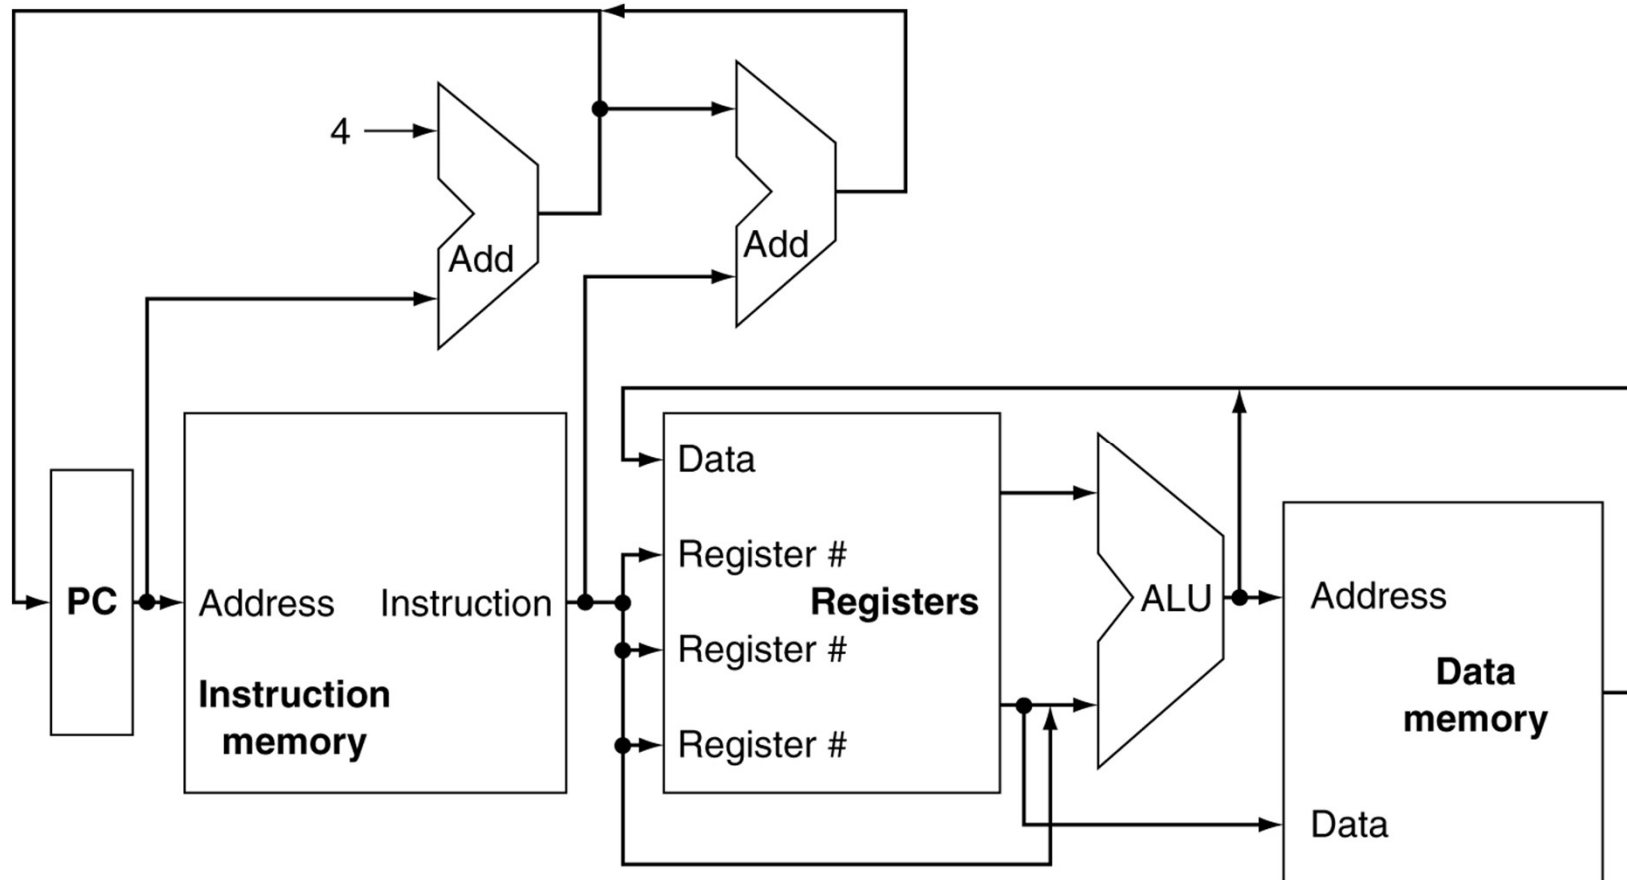 4
Add
Add
Data
Register #
PC
Address
Instruction
Registers
ALU
Address
Register #
Instruction
memory
Data
memory
Register #
Data